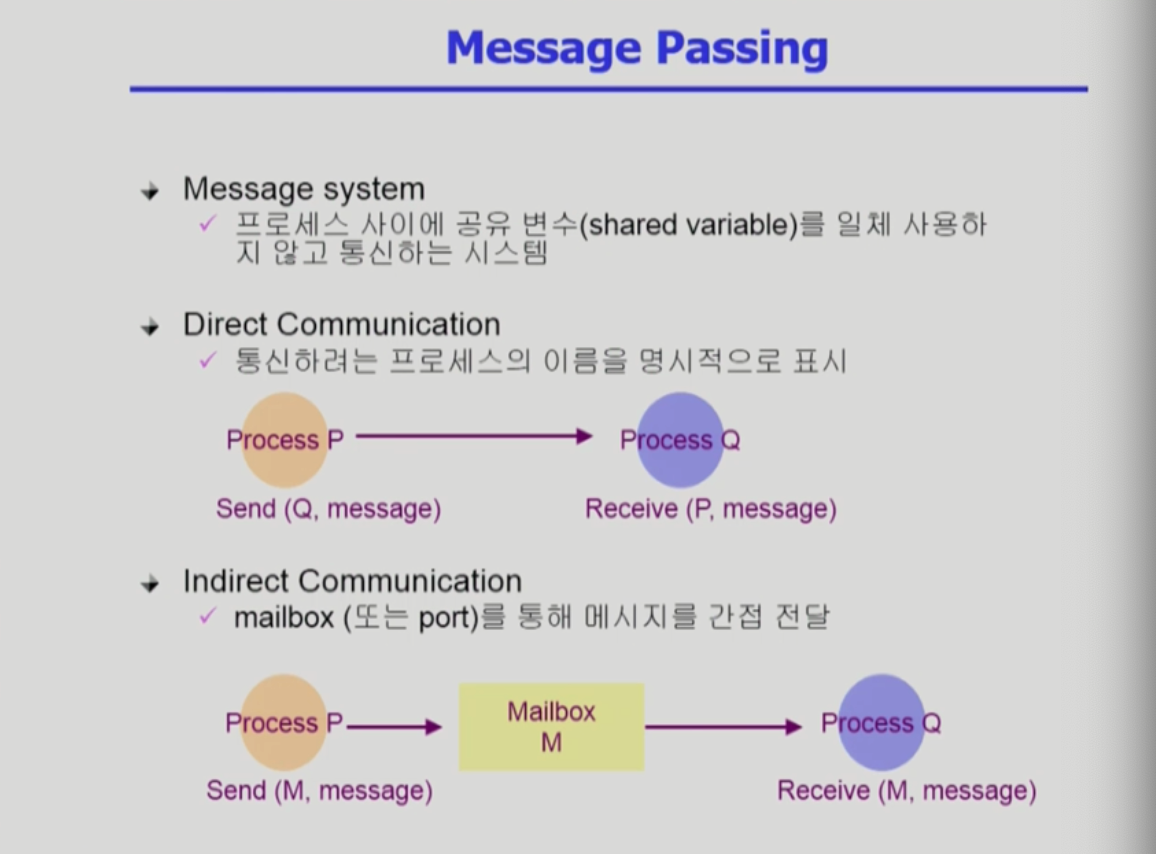 Message Passing
Message system
프로세스 사이에 공유 변수(shared variable)를 일체 사용하
지 않고 통신하는 시스템
Direct Communication
통신하려는 프로세스의 이름을 명시적으로 표시
Process P
Process Q
Send (Q, message)
Receive (P, message)
Indirect Communication
mailbox (또는 port)를 통해 메시지를 간접 전달
Process P
Mailbox
M
Process Q
Send (M, message)
Receive (M, message)